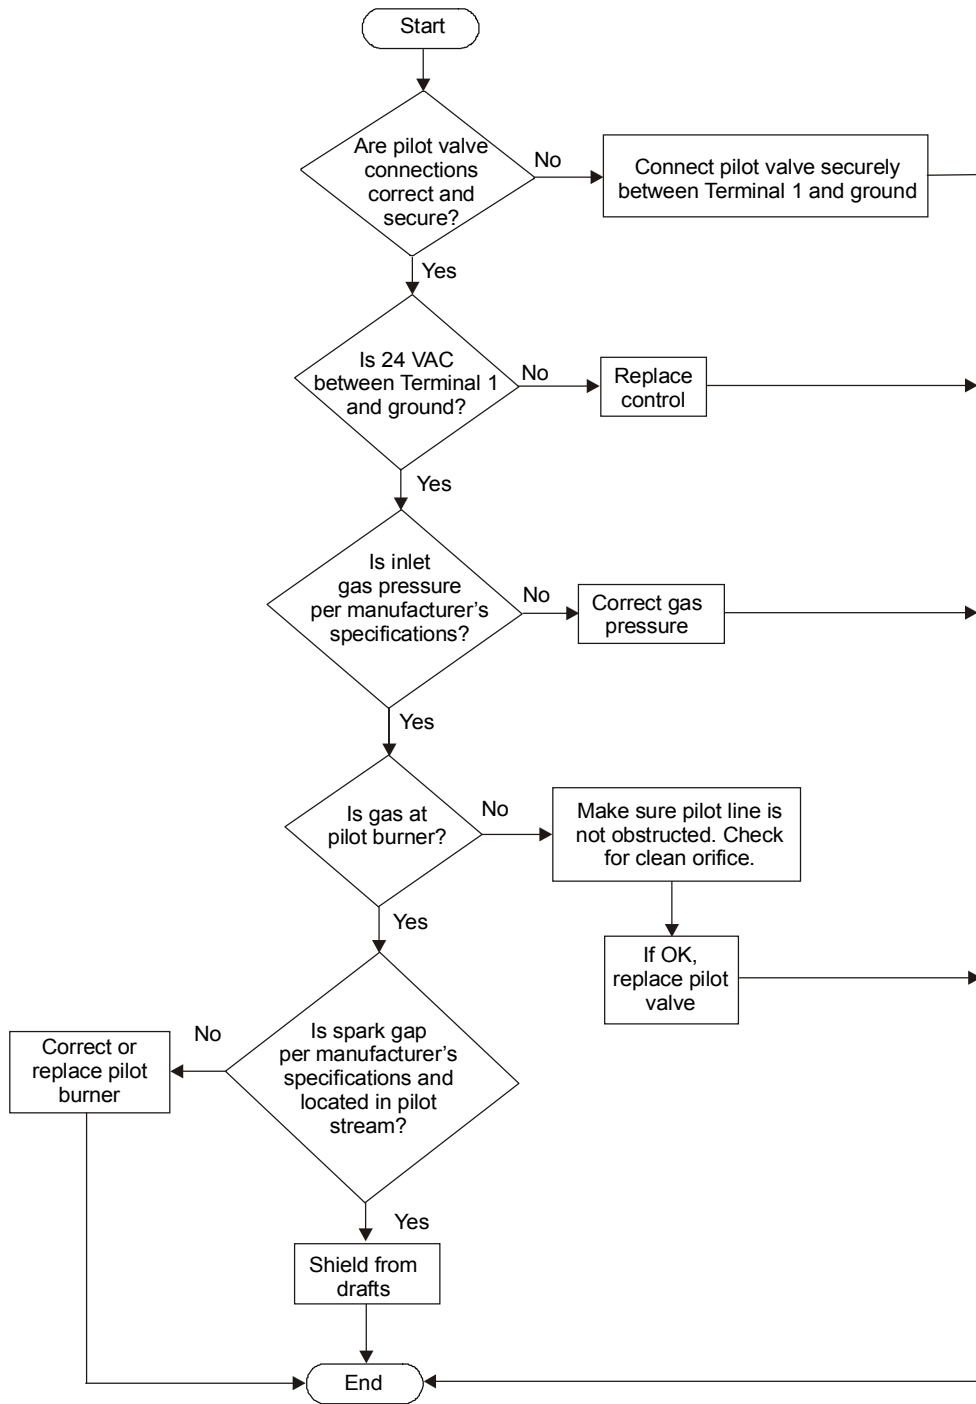 Start
Are pilot valve
connections
correct and
secure?
No
Connect pilot valve securely
between Terminal 1 and ground
Yes
Is 24 VAC
between Terminal 1
and ground?
No
Replace
control
Yes
Is inlet
gas pressure
per manufacturer’s
specifications?
No
Correct gas
pressure
Yes
Is gas at
pilot burner?
No
Make sure pilot line is
not obstructed. Check
for clean orifice.
If OK,
replace pilot
valve
Yes
Is spark gap
per manufacturer’s
specifications and
located in pilot
stream?
No
Correct or
replace pilot
burner
Yes
Shield from
drafts
End